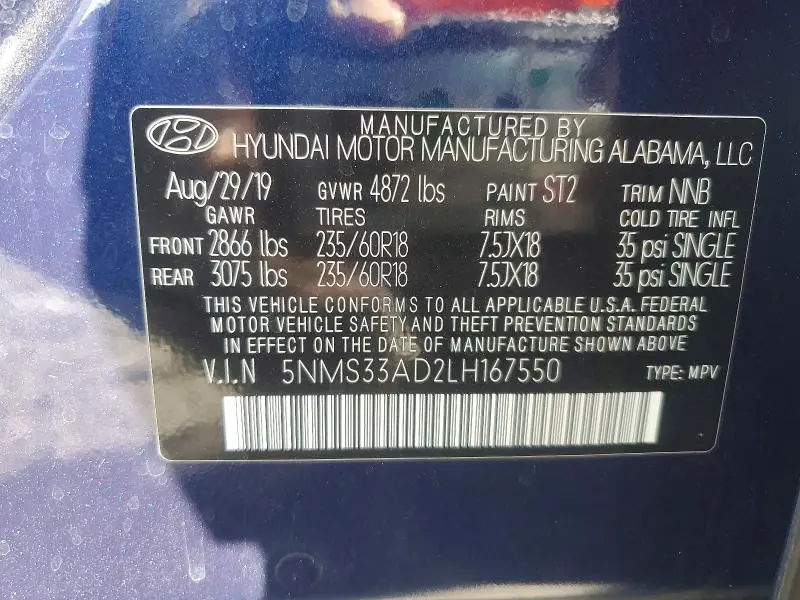 MANUFACTURED BY
HYUNDAI MOTOR MANUFACTURING ALABAMA, LLC
Aug/29/19 GVWR 4872 lbs PAINT ST2 TRIM NNB
GAWR TIRES RIMS COLD TIRE INFL
FRONT 2866 lbs 235/60R18 7.5JX18 35 psi SINGLE
REAR 3075 lbs 235/60R18 7.5JX18 35 psi SINGLE
THIS VEHICLE CONFORMS TO ALL APPLICABLE U.S.A. FEDERAL
MOTOR VEHICLE SAFETY AND THEFT PREVENTION STANDARDS
IN EFFECT ON THE DATE OF MANUFACTURE SHOWN ABOVE
V.I.N 5NMS33AD2LH167550 TYPE: MPV